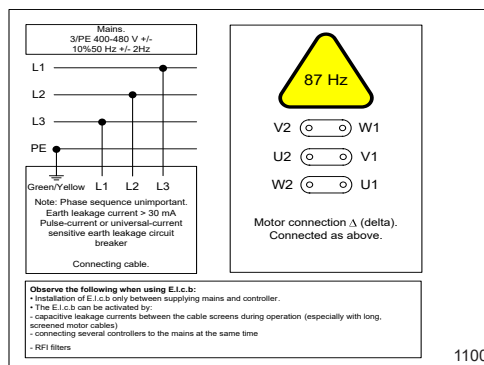 Mains.
3/PE 400-480 V +/-
10%50 Hz +/- 2Hz
L1
L2
L3
PE
Green/Yellow
L1 L2 L3
Note: Phase sequence unimportant.
Earth leakage current > 30 mA
Pulse-current or universal-current
sensitive earth leakage circuit
breaker
Connecting cable.
87 Hz
V2 W1
U2 V1
W2 U1
Motor connection Δ (delta).
Connected as above.
Observe the following when using E.l.c.b:
• Installation of E.l.c.b only between supplying mains and controller.
• The E.l.c.b can be activated by:
- capacitive leakage currents between the cable screens during operation (especially with long,
screened motor cables)
- connecting several controllers to the mains at the same time
- RFI filters
1100